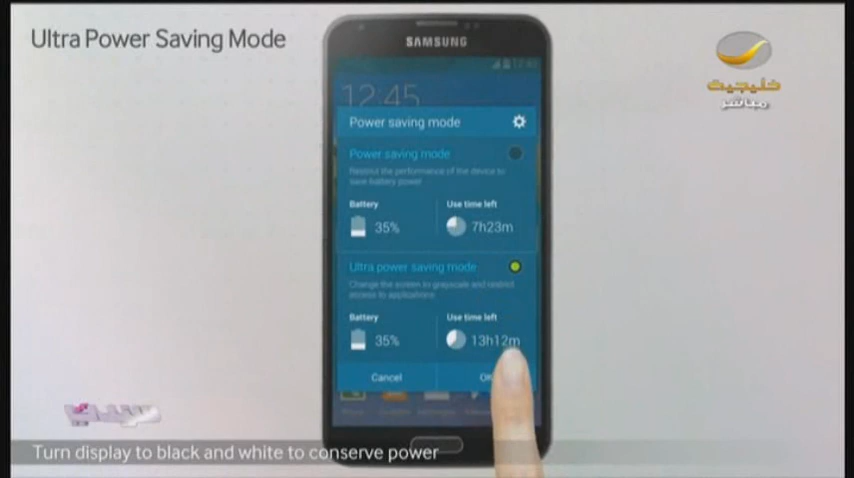 Ultra Power Saving Mode
SAMSUNG
خليجية
مباشر
12:45
12:45
Power saving mode
Power saving mode
Restrict the performance of the device to
save battery power
Battery
Use time left
35%
7h23m
Ultra power saving mode
Change the screen to grayscale and restrict
access to applications
Battery
Use time left
35%
13h12m
Cancel
Turn display to black and white to conserve power